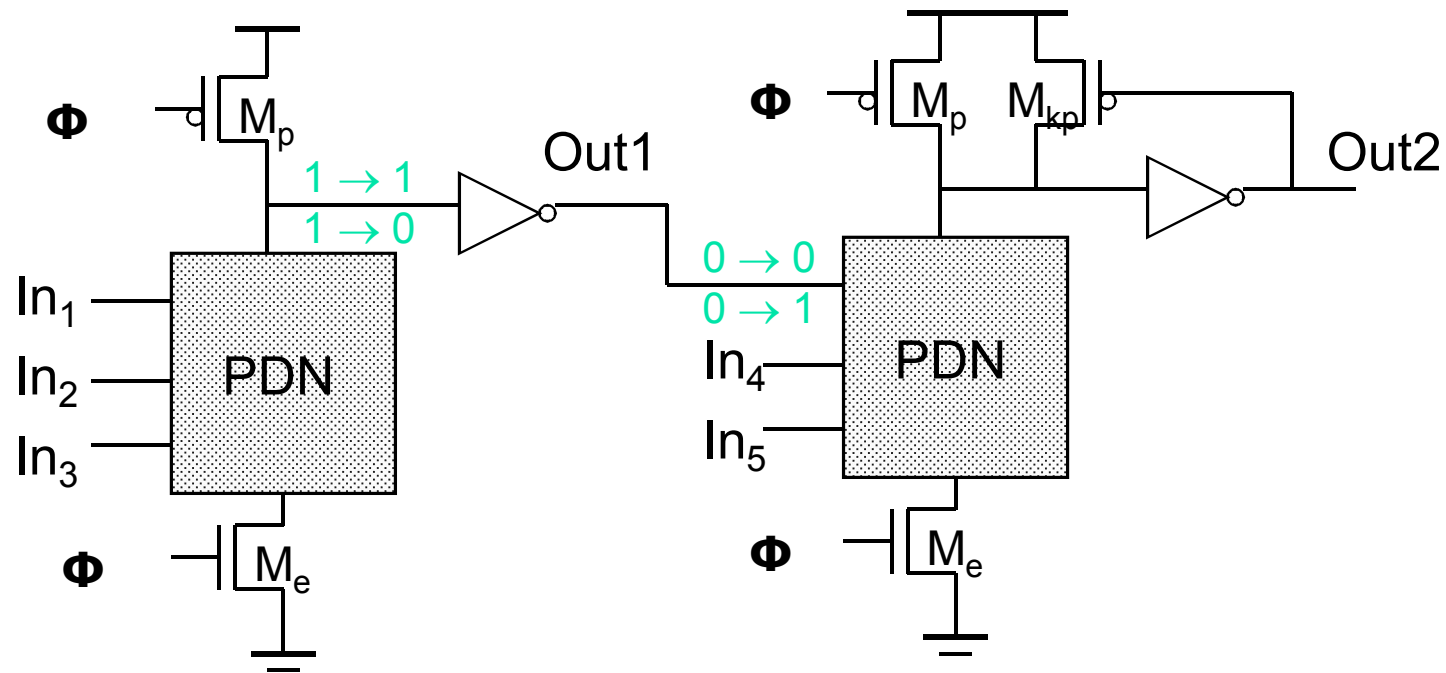 Φ
Mp
1 → 1
1 → 0
Out1
In1
In2
In3
PDN
Φ
Me
Φ
Mp
Mkp
Out2
0 → 0
0 → 1
In4
In5
PDN
Φ
Me